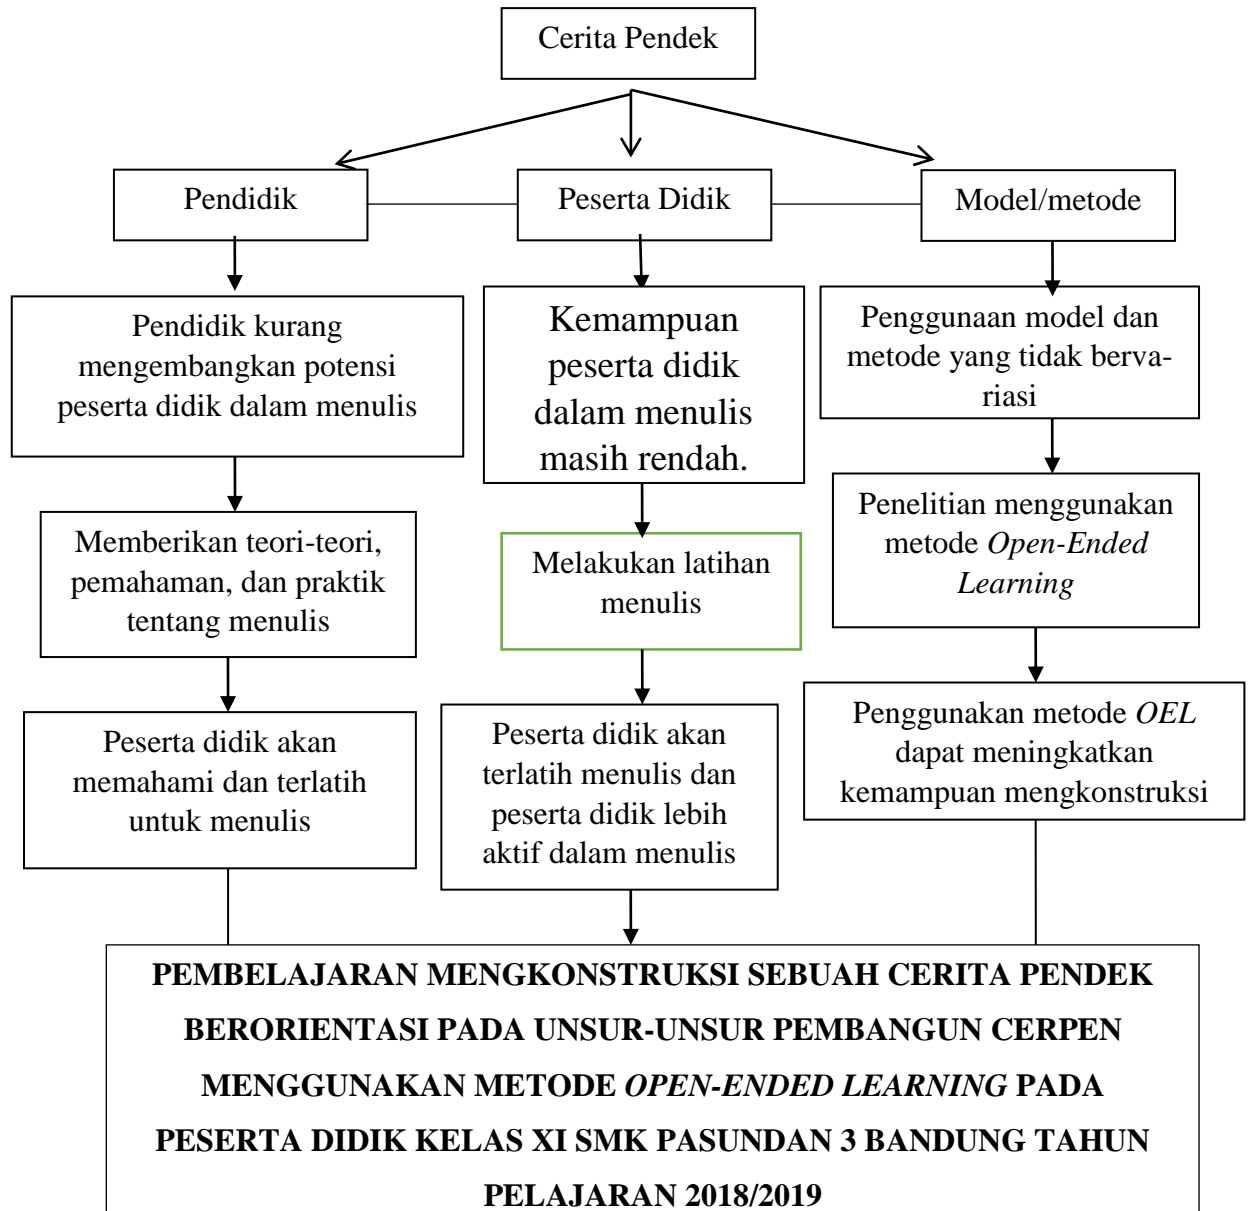 Cerita Pendek
Pendidik
Peserta Didik
Model/metode
Pendidik kurang
mengembangkan potensi
peserta didik dalam menulis
Kemampuan
peserta didik
dalam menulis
masih rendah.
Penggunaan model dan
metode yang tidak berva-
riasi
Memberikan teori-teori,
pemahaman, dan praktik
tentang menulis
Melakukan latihan
menulis
Penelitian menggunakan
metode Open-Ended
Learning
Peserta didik akan
memahami dan terlatih
untuk menulis
Peserta didik akan
terlatih menulis dan
peserta didik lebih
aktif dalam menulis
Penggunakan metode OEL
dapat meningkatkan
kemampuan mengkonstruksi
PEMBELAJARAN MENGKONSTRUKSI SEBUAH CERITA PENDEK
BERORIENTASI PADA UNSUR-UNSUR PEMBANGUN CERPEN
MENGGUNAKAN METODE OPEN-ENDED LEARNING PADA
PESERTA DIDIK KELAS XI SMK PASUNDAN 3 BANDUNG TAHUN
PELAJARAN 2018/2019